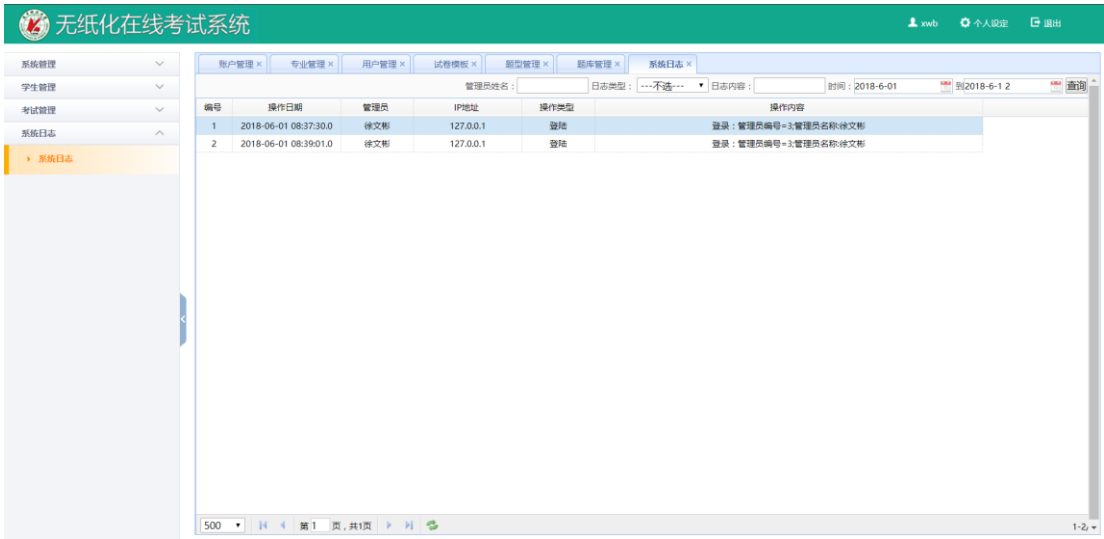 无纸化在线考试系统
xwb 个人设定 退出
系统管理
学生管理
考试管理
系统日志
系统日志
账户管理 × 专业管理 × 用户管理 × 试卷模板 × 题型管理 × 题库管理 × 系统日志 ×
管理员姓名： 日志类型： ---不选--- 日志内容： 时间：2018-6-01 到2018-6-1 2 查询
编号 操作日期 管理员 IP地址 操作类型 操作内容
1 2018-06-01 08:37:30.0 徐文彬 127.0.0.1 登陆 登录：管理员编号=3;管理员名称:徐文彬
2 2018-06-01 08:39:01.0 徐文彬 127.0.0.1 登陆 登录：管理员编号=3;管理员名称:徐文彬
500 第 1 页，共1页 1-2/